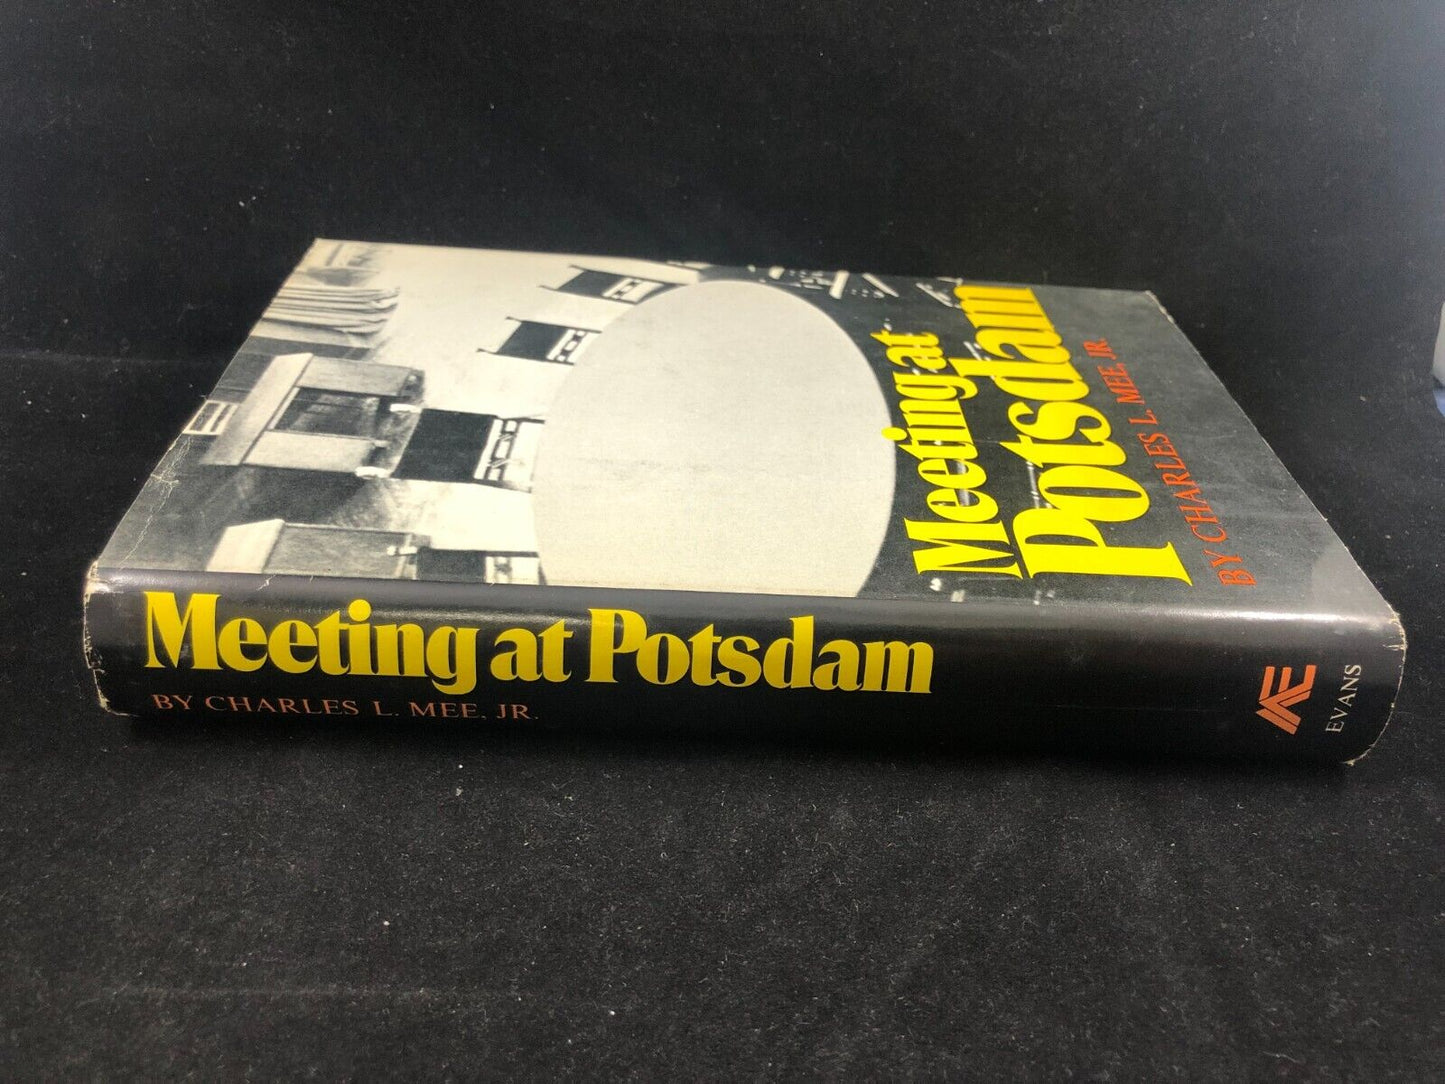 Meeting at
Potsdam
BY CHARLES L. MEE, JR.
Meeting at Potsdam
BY CHARLES L. MEE, JR.
EVANS